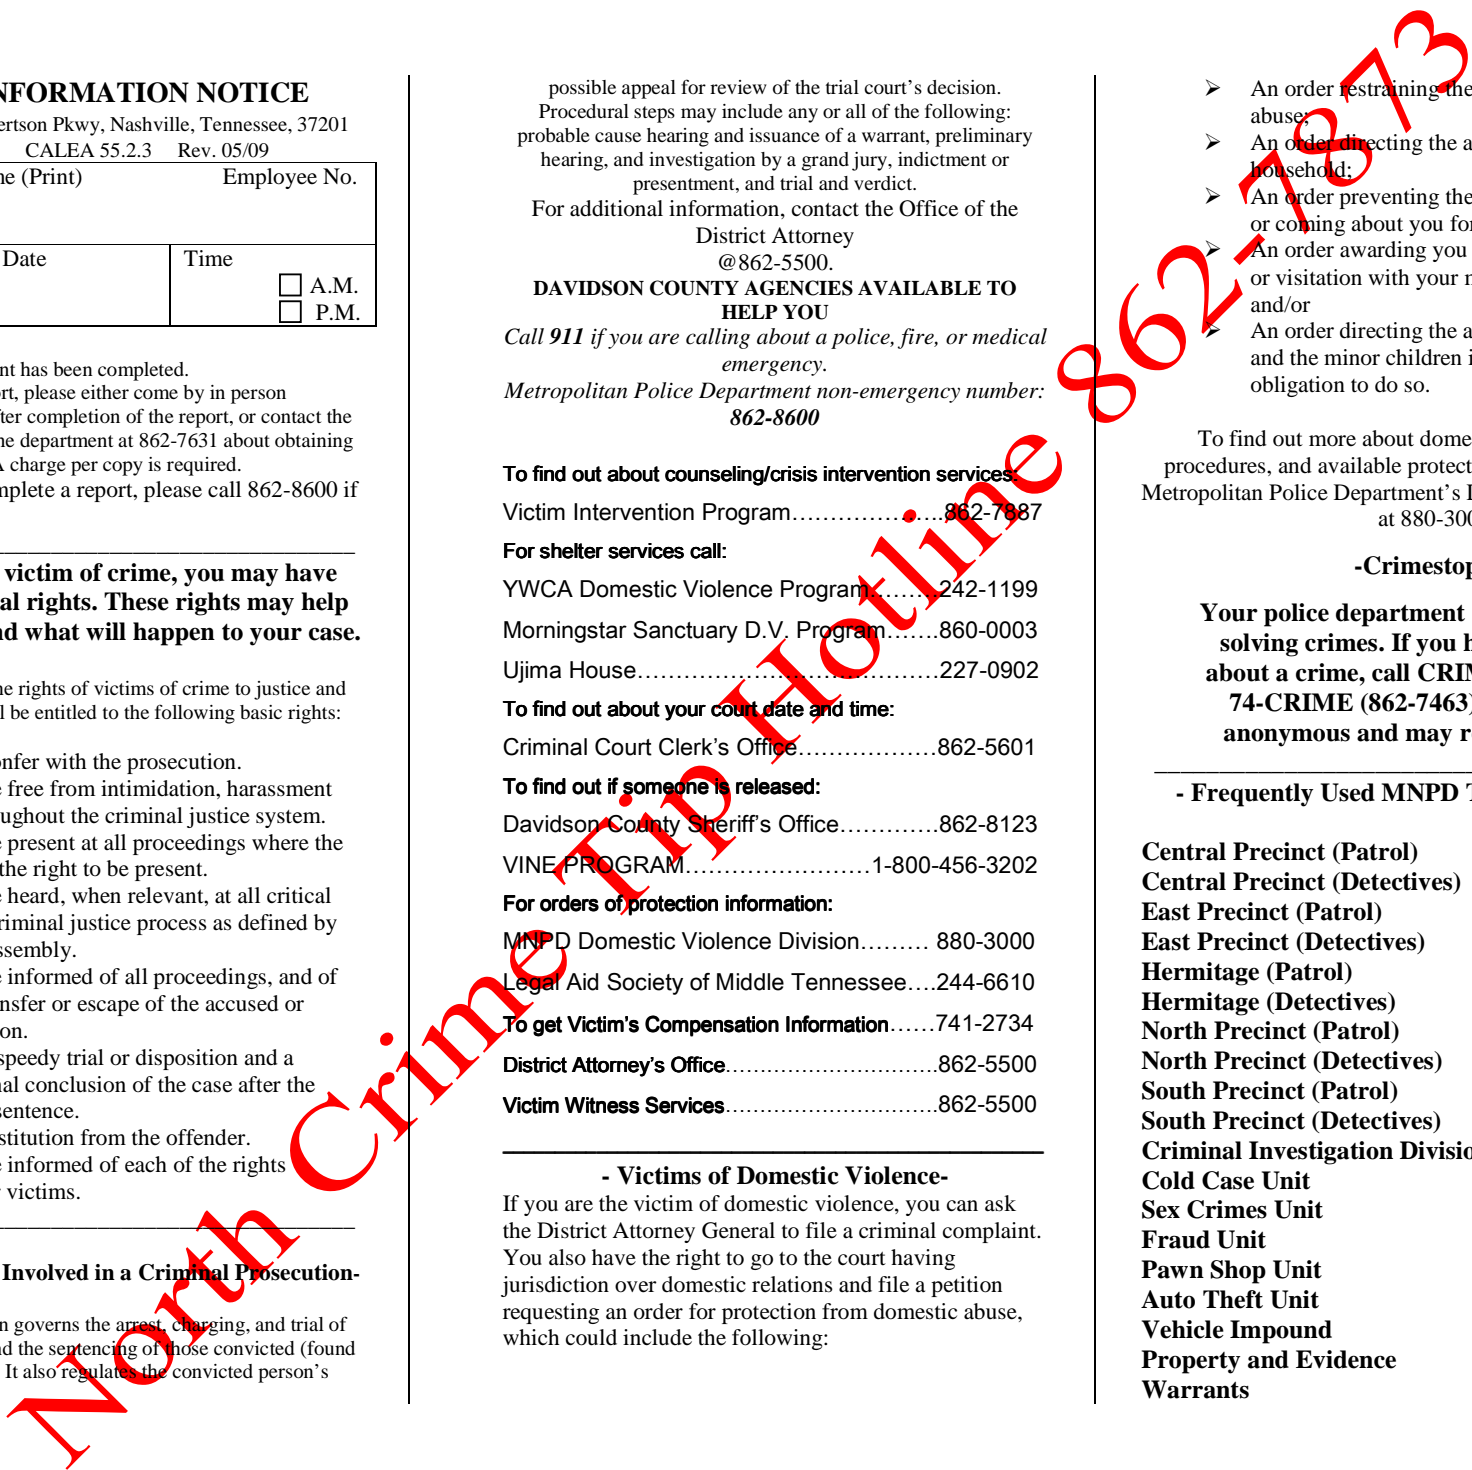 NFORMATION NOTICE
ertson Pkwy, Nashville, Tennessee, 37201
CALEA 55.2.3 Rev. 05/09
ne (Print) Employee No.
Date Time
A.M.
P.M.
nt has been completed.
ort, please either come by in person
fter completion of the report, or contact the
he department at 862-7631 about obtaining
A charge per copy is required.
mplete a report, please call 862-8600 if
victim of crime, you may have
al rights. These rights may help
nd what will happen to your case.
he rights of victims of crime to justice and
l be entitled to the following basic rights:
onfer with the prosecution.
e free from intimidation, harassment
ughout the criminal justice system.
e present at all proceedings where the
the right to be present.
e heard, when relevant, at all critical
riminal justice process as defined by
ssembly.
e informed of all proceedings, and of
nsfer or escape of the accused or
on.
speedy trial or disposition and a
nal conclusion of the case after the
sentence.
stitution from the offender.
e informed of each of the rights
r victims.
Involved in a Criminal Prosecution-
n governs the arrest, charging, and trial of
nd the sentencing of those convicted (found
It also regulates the convicted person's
possible appeal for review of the trial court's decision.
Procedural steps may include any or all of the following:
probable cause hearing and issuance of a warrant, preliminary
hearing, and investigation by a grand jury, indictment or
presentment, and trial and verdict.
For additional information, contact the Office of the
District Attorney
@862-5500.
DAVIDSON COUNTY AGENCIES AVAILABLE TO
HELP YOU
Call 911 if you are calling about a police, fire, or medical
emergency.
Metropolitan Police Department non-emergency number:
862-8600
To find out about counseling/crisis intervention services:
Victim Intervention Program………………..862-7887
For shelter services call:
YWCA Domestic Violence Program………242-1199
Morningstar Sanctuary D.V. Program…….860-0003
Ujima House…………………………………227-0902
To find out about your court date and time:
Criminal Court Clerk's Office………………862-5601
To find out if someone is released:
Davidson County Sheriff's Office………….862-8123
VINE PROGRAM……………………1-800-456-3202
For orders of protection information:
MNPD Domestic Violence Division……… 880-3000
Legal Aid Society of Middle Tennessee….244-6610
To get Victim's Compensation Information……741-2734
District Attorney's Office………………………….862-5500
Victim Witness Services………………………….862-5500
- Victims of Domestic Violence-
If you are the victim of domestic violence, you can ask
the District Attorney General to file a criminal complaint.
You also have the right to go to the court having
jurisdiction over domestic relations and file a petition
requesting an order for protection from domestic abuse,
which could include the following:
➢ An order restraining the
abuse;
➢ An order directing the a
household;
➢ An order preventing the
or coming about you for
➢ An order awarding you
or visitation with your m
and/or
➢ An order directing the a
and the minor children i
obligation to do so.
To find out more about dome
procedures, and available protect
Metropolitan Police Department's D
at 880-300
-Crimestop
Your police department
solving crimes. If you h
about a crime, call CRIM
74-CRIME (862-7463)
anonymous and may re
- Frequently Used MNPD T
Central Precinct (Patrol)
Central Precinct (Detectives)
East Precinct (Patrol)
East Precinct (Detectives)
Hermitage (Patrol)
Hermitage (Detectives)
North Precinct (Patrol)
North Precinct (Detectives)
South Precinct (Patrol)
South Precinct (Detectives)
Criminal Investigation Divisio
Cold Case Unit
Sex Crimes Unit
Fraud Unit
Pawn Shop Unit
Auto Theft Unit
Vehicle Impound
Property and Evidence
Warrants
North Crime Tip Hotline 862-7873